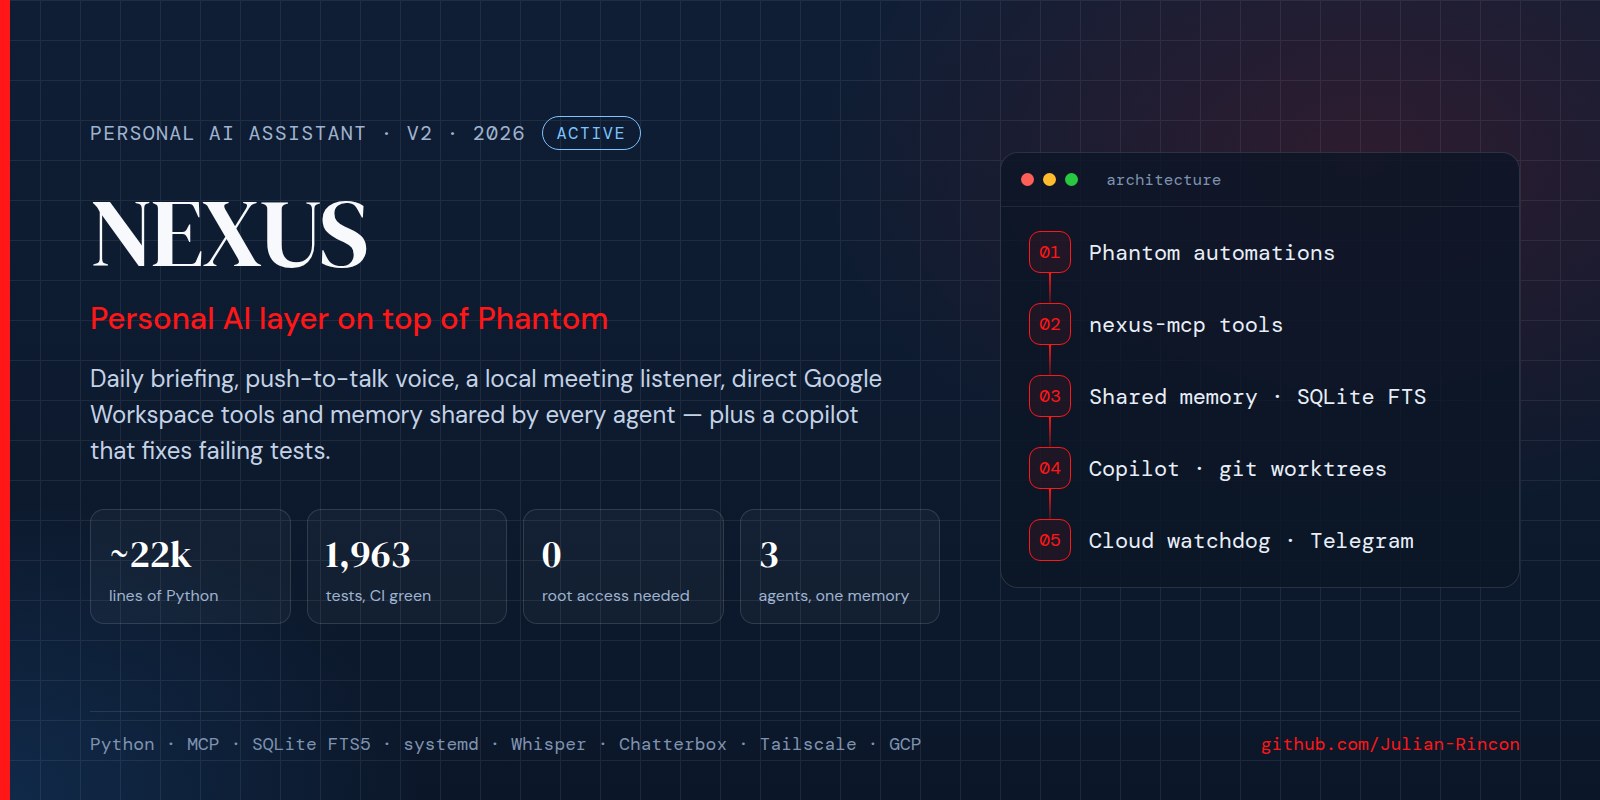 PERSONAL AI ASSISTANT · V2 · 2026 ACTIVE
NEXUS
Personal AI layer on top of Phantom
Daily briefing, push-to-talk voice, a local meeting listener, direct Google
Workspace tools and memory shared by every agent — plus a copilot
that fixes failing tests.
~22k
lines of Python
1,963
tests, CI green
0
root access needed
3
agents, one memory
architecture
01 Phantom automations
02 nexus-mcp tools
03 Shared memory · SQLite FTS
04 Copilot · git worktrees
05 Cloud watchdog · Telegram
Python · MCP · SQLite FTS5 · systemd · Whisper · Chatterbox · Tailscale · GCP
github.com/Julian-Rincon